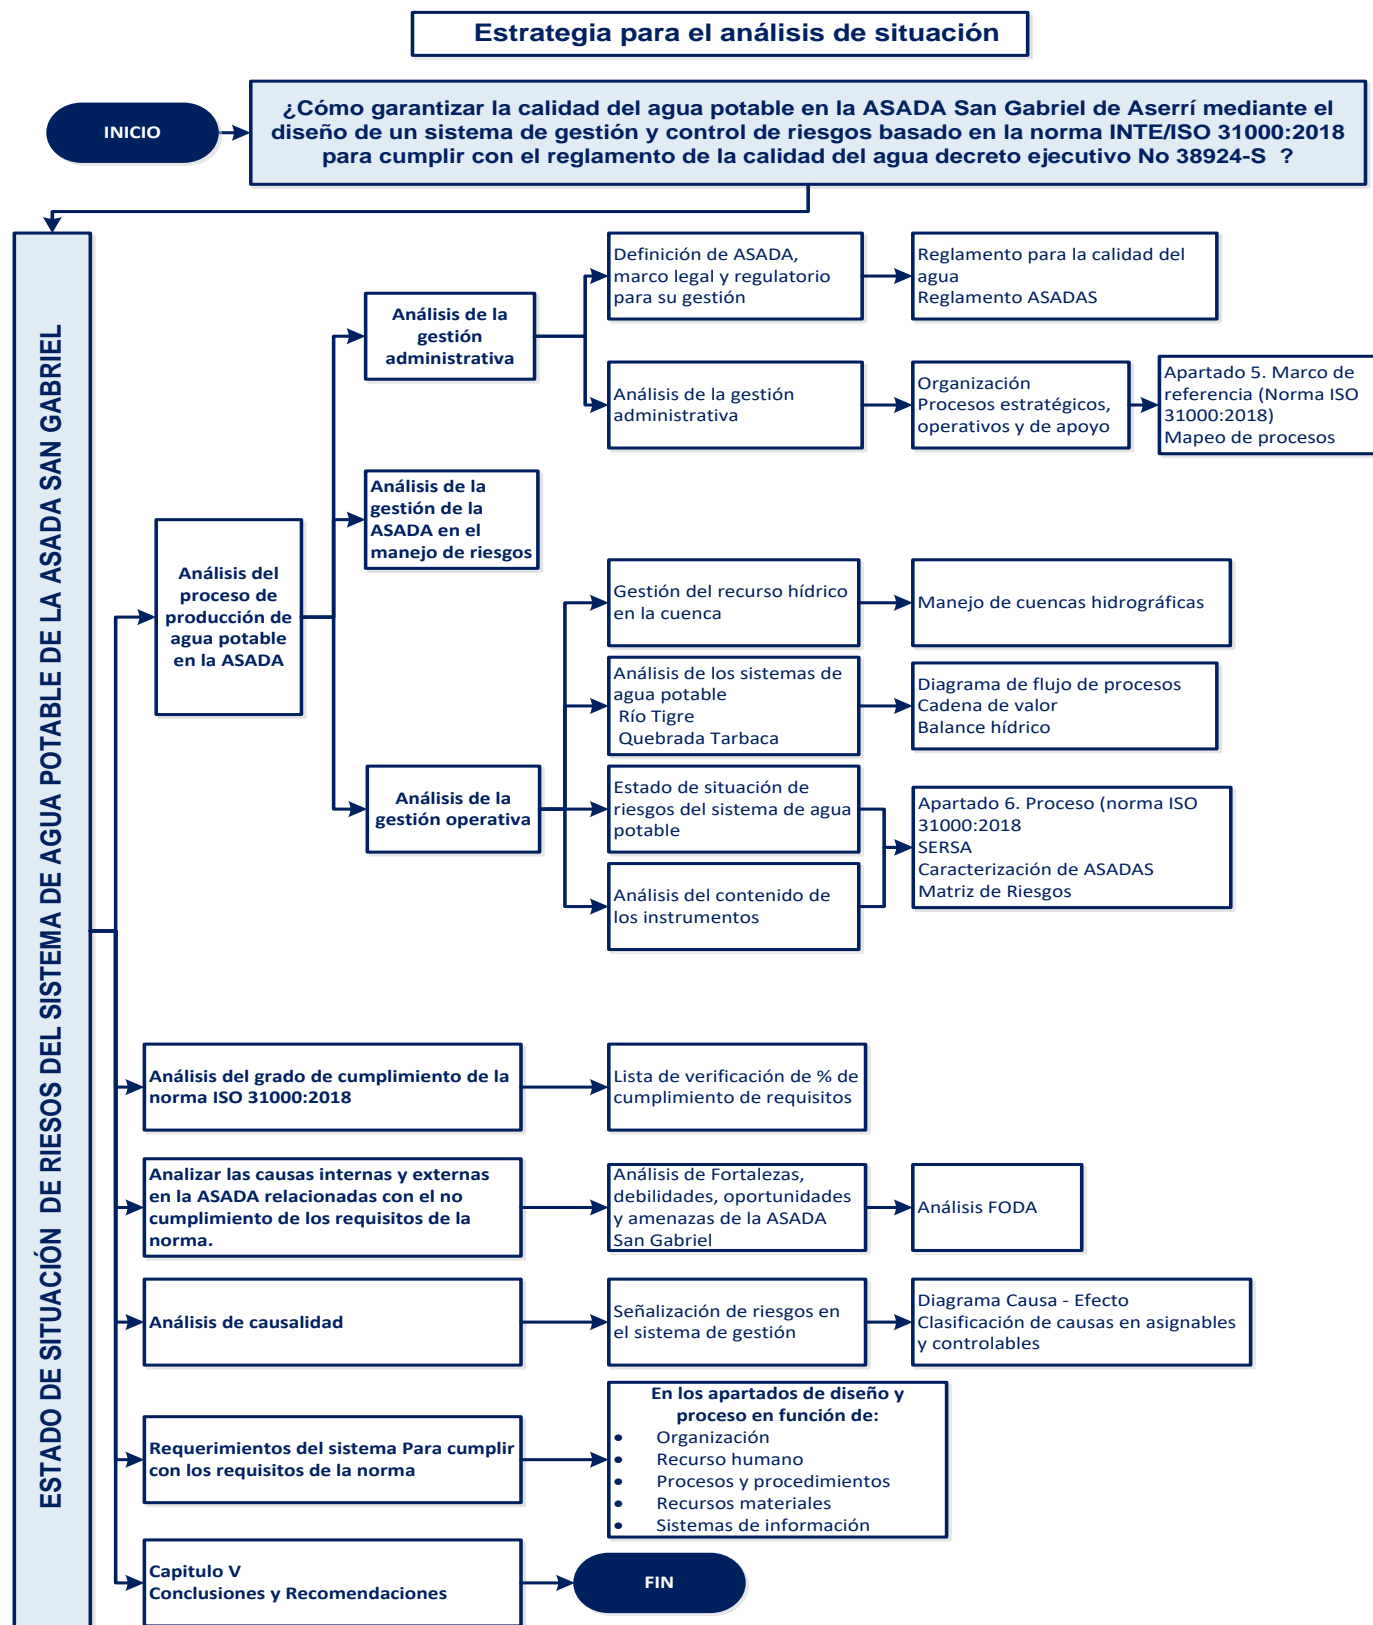 Estrategia para el análisis de situación
INICIO
¿Cómo garantizar la calidad del agua potable en la ASADA San Gabriel de Aserrí mediante el
diseño de un sistema de gestión y control de riesgos basado en la norma INTE/ISO 31000:2018
para cumplir con el reglamento de la calidad del agua decreto ejecutivo No 38924-S ?
ESTADO DE SITUACIÓN DE RIESOS DEL SISTEMA DE AGUA POTABLE DE LA ASADA SAN GABRIEL
Análisis del
proceso de
producción de
agua potable
en la ASADA
Análisis de la
gestión
administrativa
Definición de ASADA,
marco legal y regulatorio
para su gestión
Reglamento para la calidad del
agua
Reglamento ASADAS
Análisis de la gestión
administrativa
Organización
Procesos estratégicos,
operativos y de apoyo
Apartado 5. Marco de
referencia (Norma ISO
31000:2018)
Mapeo de procesos
Análisis de la
gestión de la
ASADA en el
manejo de riesgos
Análisis de la
gestión operativa
Gestión del recurso hídrico
en la cuenca
Manejo de cuencas hidrográficas
Análisis de los sistemas de
agua potable
Río Tigre
Quebrada Tarbaca
Diagrama de flujo de procesos
Cadena de valor
Balance hídrico
Estado de situación de
riesgos del sistema de agua
potable
Análisis del contenido de
los instrumentos
Apartado 6. Proceso (norma ISO
31000:2018
SERSA
Caracterización de ASADAS
Matriz de Riesgos
Análisis del grado de cumplimiento de la
norma ISO 31000:2018
Lista de verificación de % de
cumplimiento de requisitos
Analizar las causas internas y externas
en la ASADA relacionadas con el no
cumplimiento de los requisitos de la
norma.
Análisis de Fortalezas,
debilidades, oportunidades
y amenazas de la ASADA
San Gabriel
Análisis FODA
Análisis de causalidad
Señalización de riesgos en
el sistema de gestión
Diagrama Causa - Efecto
Clasificación de causas en asignables
y controlables
Requerimientos del sistema Para cumplir
con los requisitos de la norma
En los apartados de diseño y
proceso en función de:
• Organización
• Recurso humano
• Procesos y procedimientos
• Recursos materiales
• Sistemas de información
Capitulo V
Conclusiones y Recomendaciones
FIN